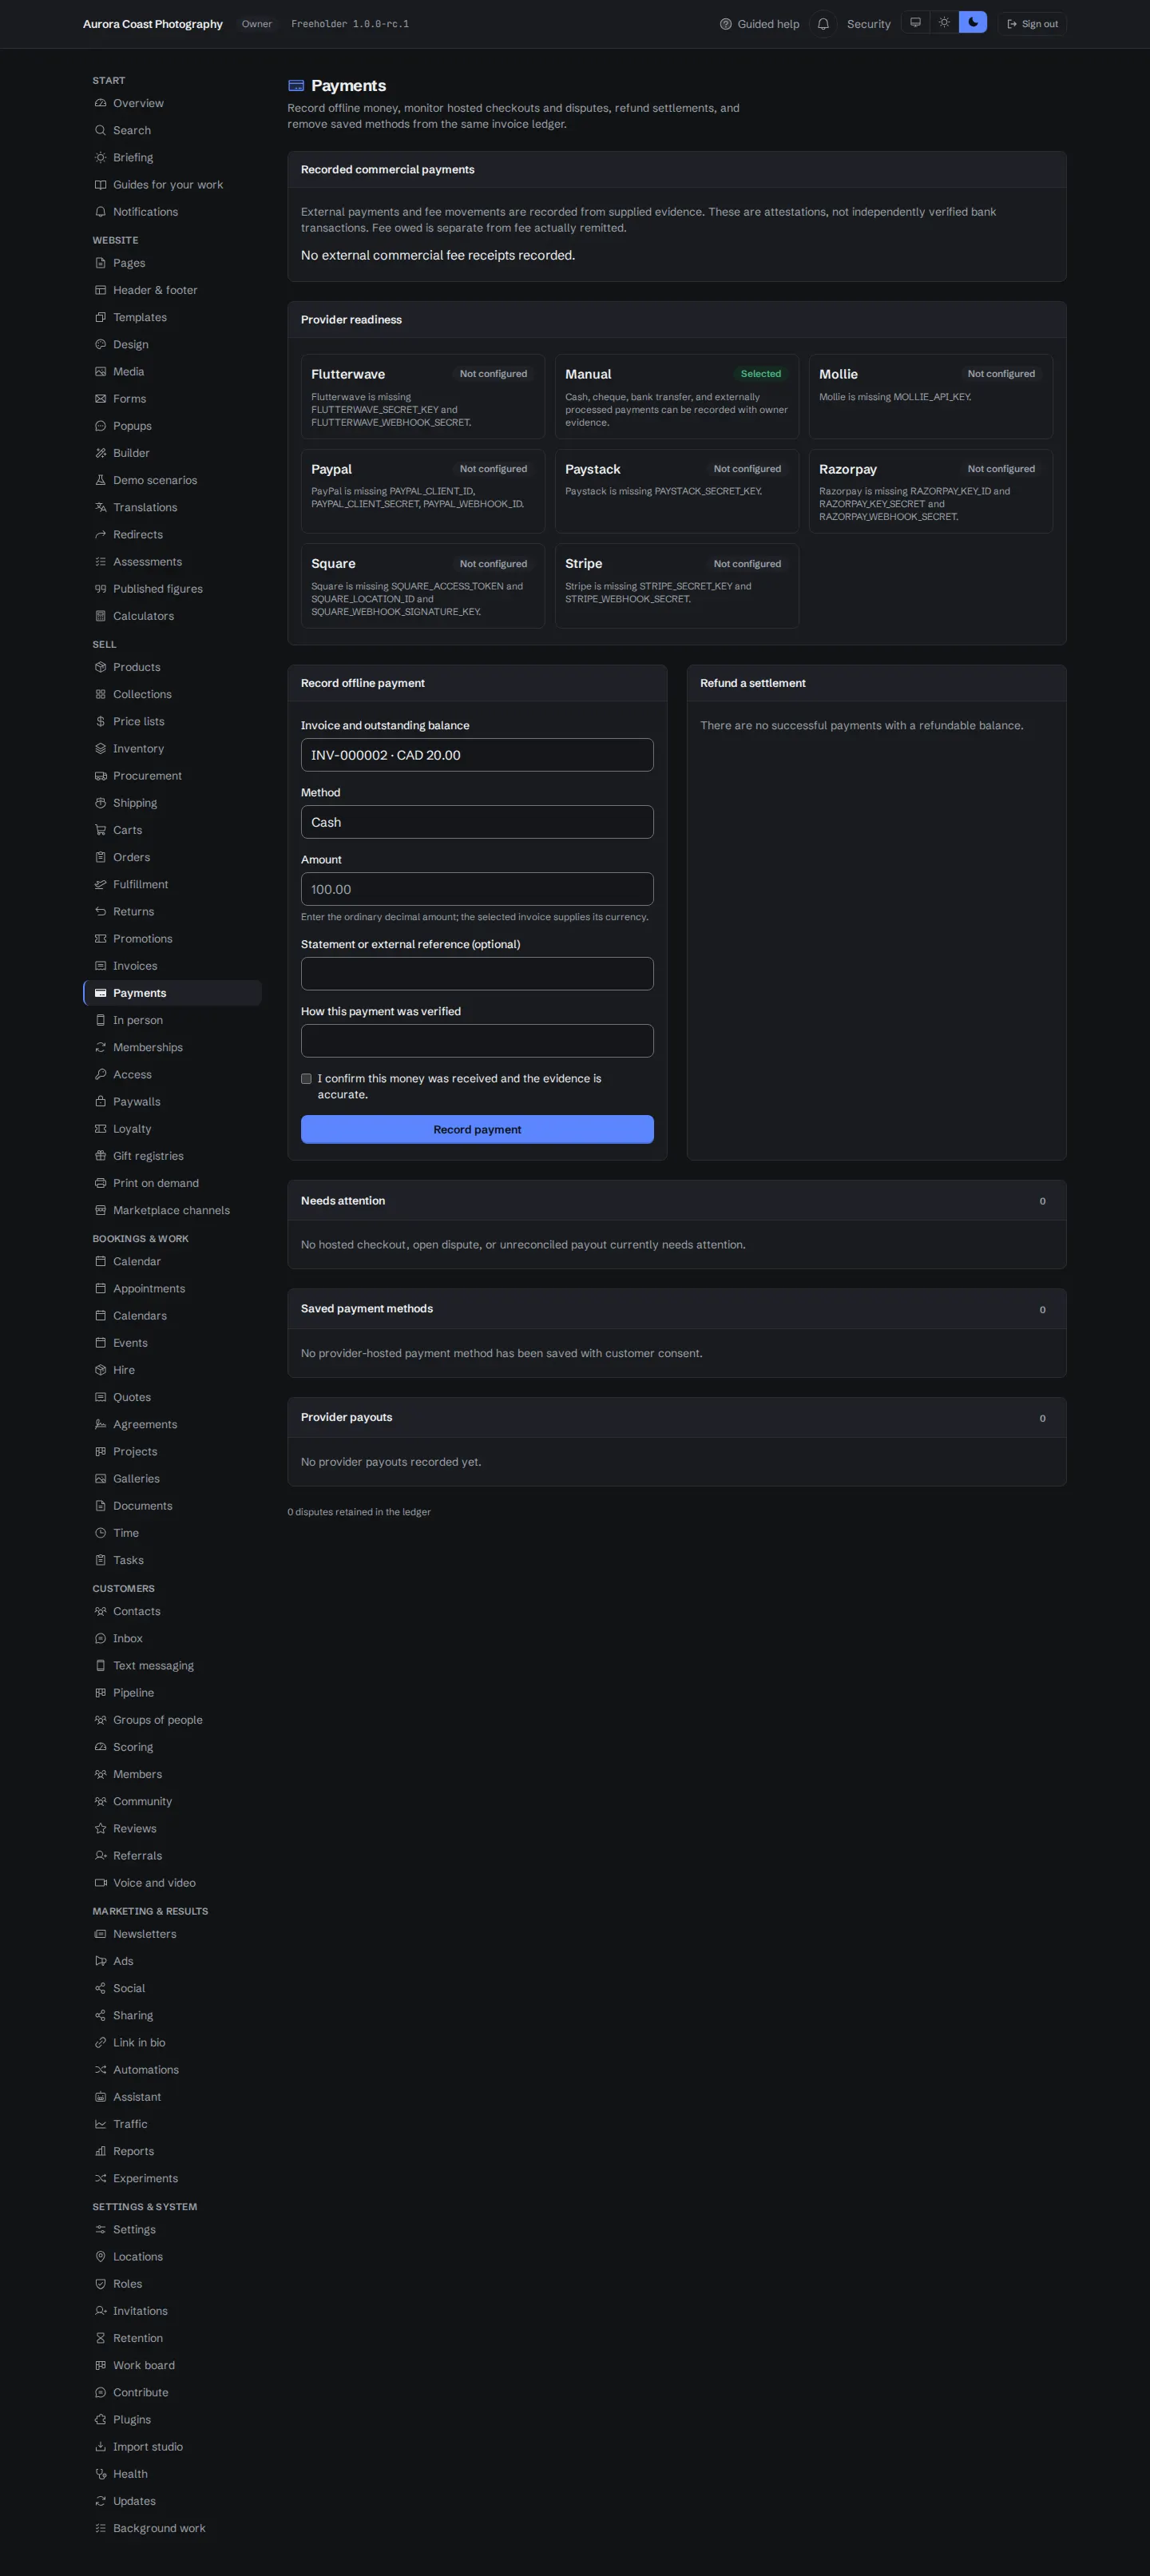 Aurora Coast Photography
Owner
Freeholder 1.0.0-rc.1
Guided help
Security
Sign out
START
Overview
Search
Briefing
Guides for your work
Notifications
WEBSITE
Pages
Header & footer
Templates
Design
Media
Forms
Popups
Builder
Demo scenarios
Translations
Redirects
Assessments
Published figures
Calculators
SELL
Products
Collections
Price lists
Inventory
Procurement
Shipping
Carts
Orders
Fulfillment
Returns
Promotions
Invoices
Payments
In person
Memberships
Access
Paywalls
Loyalty
Gift registries
Print on demand
Marketplace channels
BOOKINGS & WORK
Calendar
Appointments
Calendars
Events
Hire
Quotes
Agreements
Projects
Galleries
Documents
Time
Tasks
CUSTOMERS
Contacts
Inbox
Text messaging
Pipeline
Groups of people
Scoring
Members
Community
Reviews
Referrals
Voice and video
MARKETING & RESULTS
Newsletters
Ads
Social
Sharing
Link in bio
Automations
Assistant
Traffic
Reports
Experiments
SETTINGS & SYSTEM
Settings
Locations
Roles
Invitations
Retention
Work board
Contribute
Plugins
Import studio
Health
Updates
Background work
Payments
Record offline money, monitor hosted checkouts and disputes, refund settlements, and
remove saved methods from the same invoice ledger.
Recorded commercial payments
External payments and fee movements are recorded from supplied evidence. These are attestations, not independently verified bank
transactions. Fee owed is separate from fee actually remitted.
No external commercial fee receipts recorded.
Provider readiness
Flutterwave
Not configured
Flutterwave is missing
FLUTTERWAVE_SECRET_KEY and
FLUTTERWAVE_WEBHOOK_SECRET.
Manual
Selected
Cash, cheque, bank transfer, and externally
processed payments can be recorded with owner
evidence.
Mollie
Not configured
Mollie is missing MOLLIE_API_KEY.
Paypal
Not configured
PayPal is missing PAYPAL_CLIENT_ID,
PAYPAL_CLIENT_SECRET, PAYPAL_WEBHOOK_ID.
Paystack
Not configured
Paystack is missing PAYSTACK_SECRET_KEY.
Razorpay
Not configured
Razorpay is missing RAZORPAY_KEY_ID and
RAZORPAY_KEY_SECRET and
RAZORPAY_WEBHOOK_SECRET.
Square
Not configured
Square is missing SQUARE_ACCESS_TOKEN and
SQUARE_LOCATION_ID and
SQUARE_WEBHOOK_SIGNATURE_KEY.
Stripe
Not configured
Stripe is missing STRIPE_SECRET_KEY and
STRIPE_WEBHOOK_SECRET.
Record offline payment
Invoice and outstanding balance
INV-000002 · CAD 20.00
Method
Cash
Amount
100.00
Enter the ordinary decimal amount; the selected invoice supplies its currency.
Statement or external reference (optional)
How this payment was verified
I confirm this money was received and the evidence is
accurate.
Record payment
Refund a settlement
There are no successful payments with a refundable balance.
Needs attention
0
No hosted checkout, open dispute, or unreconciled payout currently needs attention.
Saved payment methods
0
No provider-hosted payment method has been saved with customer consent.
Provider payouts
0
No provider payouts recorded yet.
0 disputes retained in the ledger